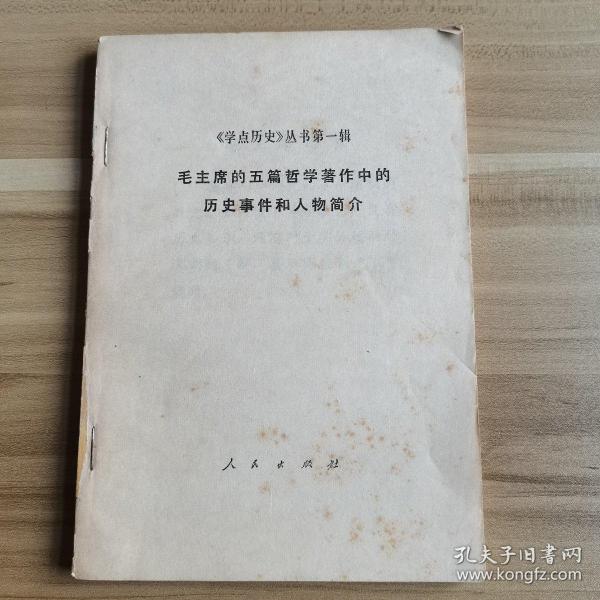 《学点历史》丛书第一辑
毛主席的五篇哲学著作中的
历史事件和人物简介
人民出版社
孔夫子旧书网
www.kongfz.com